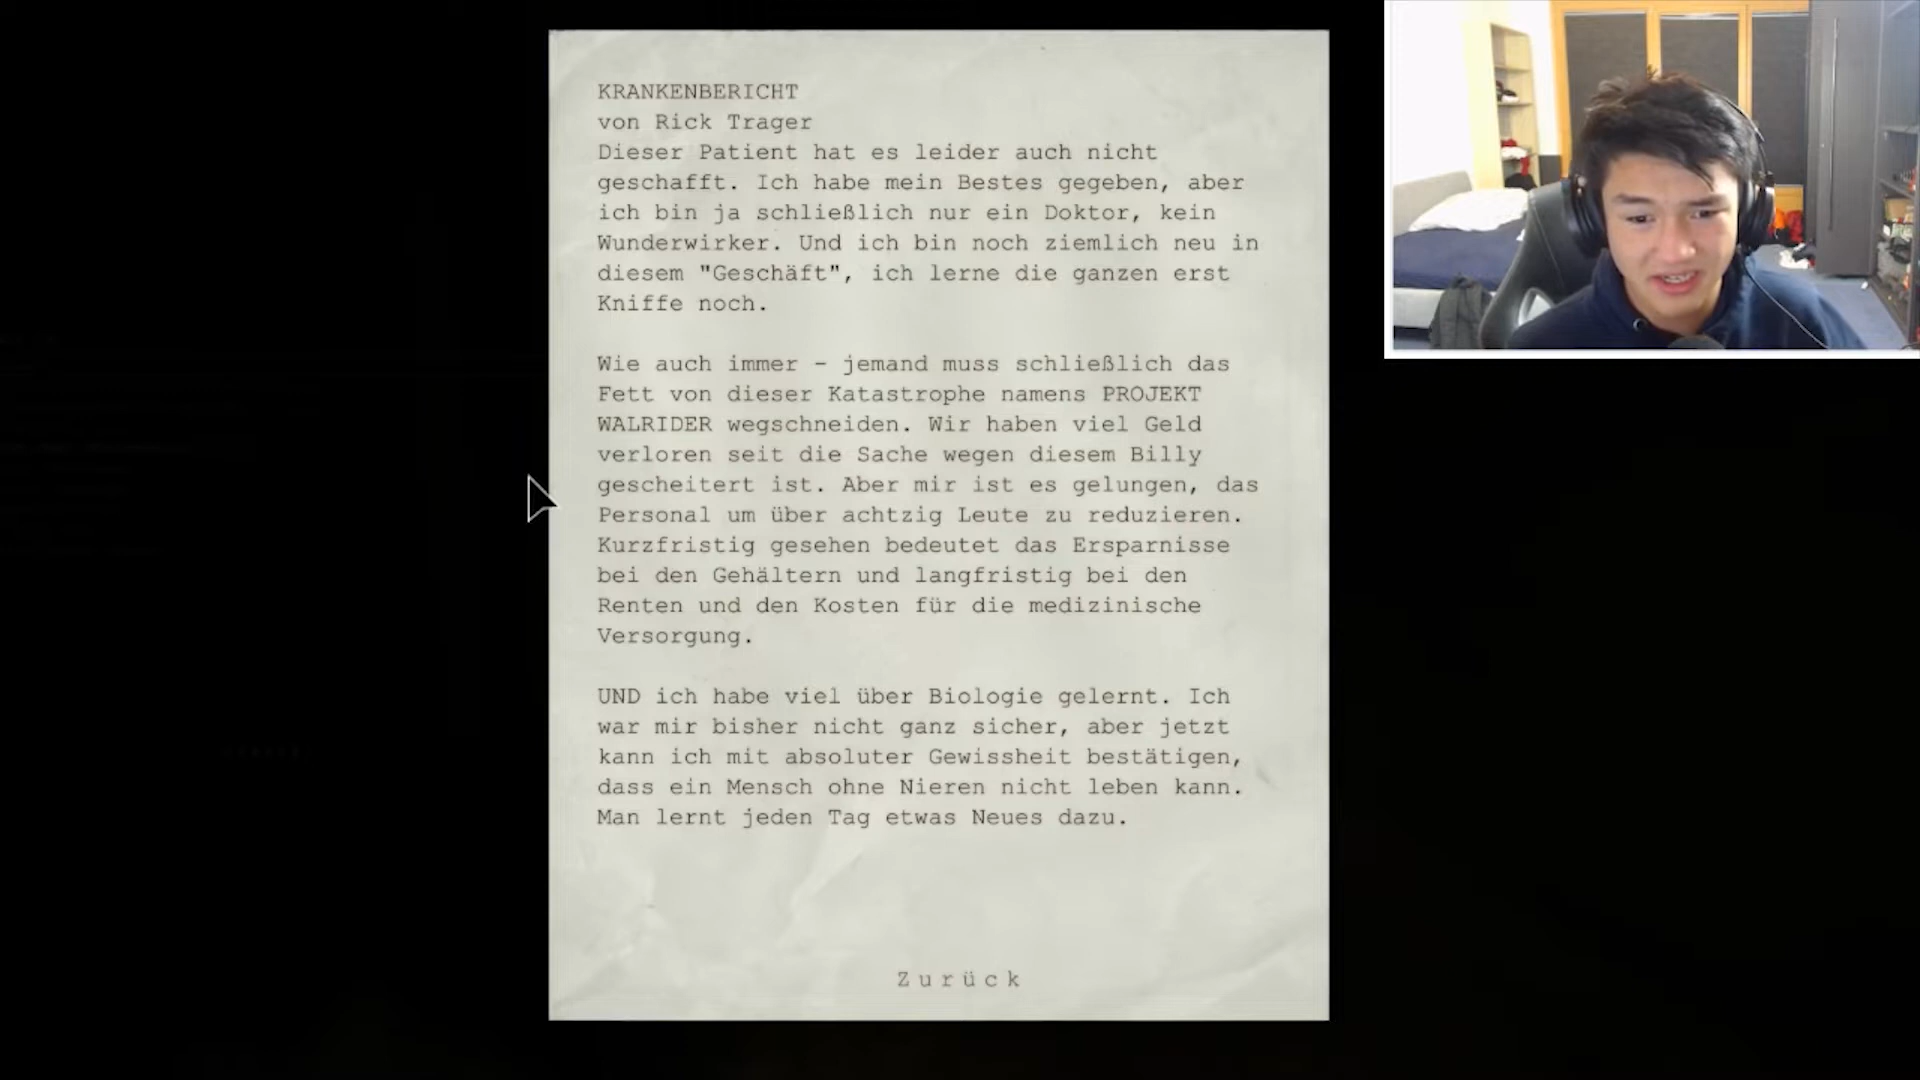 KRANKENBERICHT
von Rick Trager
Dieser Patient hat es leider auch nicht
geschafft. Ich habe mein Bestes gegeben, aber
ich bin ja schließlich nur ein Doktor, kein
Wunderwirker. Und ich bin noch ziemlich neu in
diesem "Geschäft", ich lerne die ganzen erst
Kniffe noch.
Wie auch immer – jemand muss schließlich das
Fett von dieser Katastrophe namens PROJEKT
WALRIDER wegschneiden. Wir haben viel Geld
verloren seit die Sache wegen diesem Billy
gescheitert ist. Aber mir ist es gelungen, das
Personal um über achtzig Leute zu reduzieren.
Kurzfristig gesehen bedeutet das Ersparnisse
bei den Gehältern und langfristig bei den
Renten und den Kosten für die medizinische
Versorgung.
UND ich habe viel über Biologie gelernt. Ich
war mir bisher nicht ganz sicher, aber jetzt
kann ich mit absoluter Gewissheit bestätigen,
dass ein Mensch ohne Nieren nicht leben kann.
Man lernt jeden Tag etwas Neues dazu.
Zurück